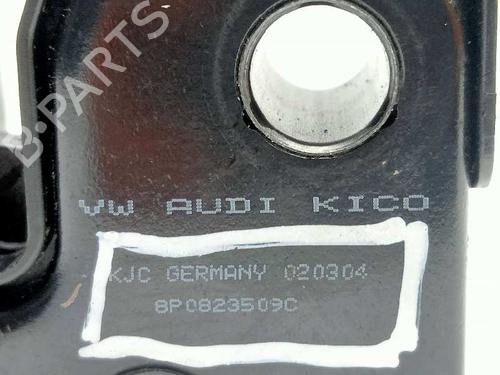 B-PARTS
VW AUDI KICO
KJC GERMANY 020304
8P0823509C